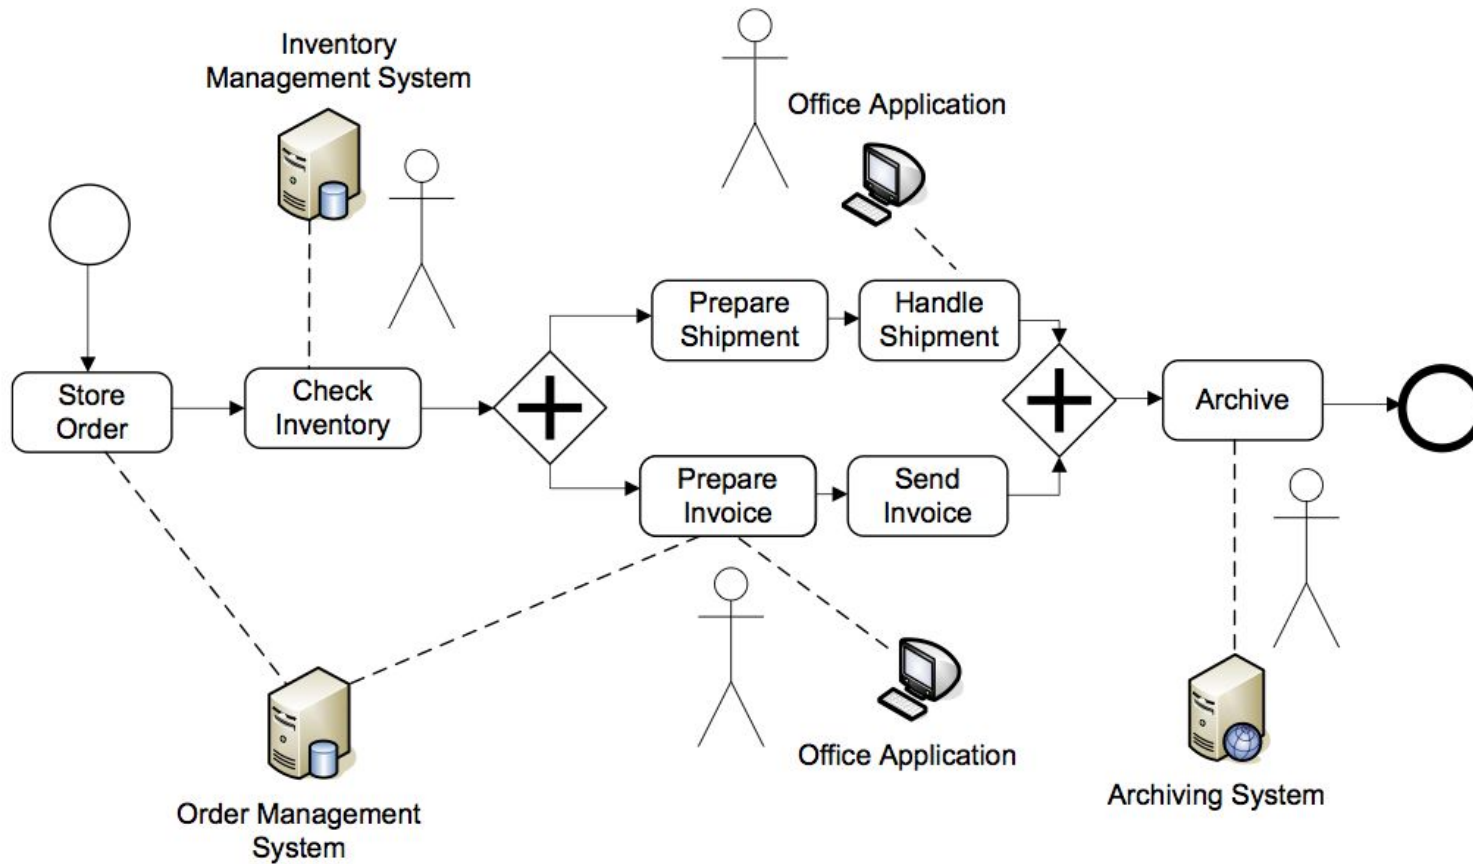 Inventory
Management System
Office Application
Prepare
Shipment
Handle
Shipment
Store
Order
Check
Inventory
Archive
Prepare
Invoice
Send
Invoice
Office Application
Archiving System
Order Management
System